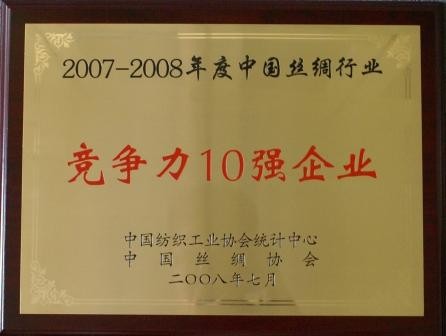 2007-2008年度中国丝绸行业
竞争力10强企业
中国纺织工业协会统计中心
中国丝绸协会
二〇〇八年七月